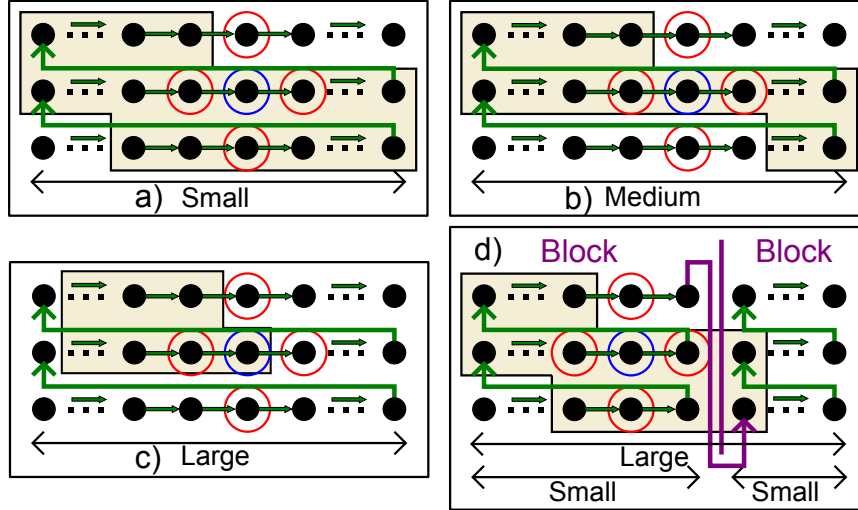 a) Small
b) Medium
c) Large
d) Block Block
Large
Small Small